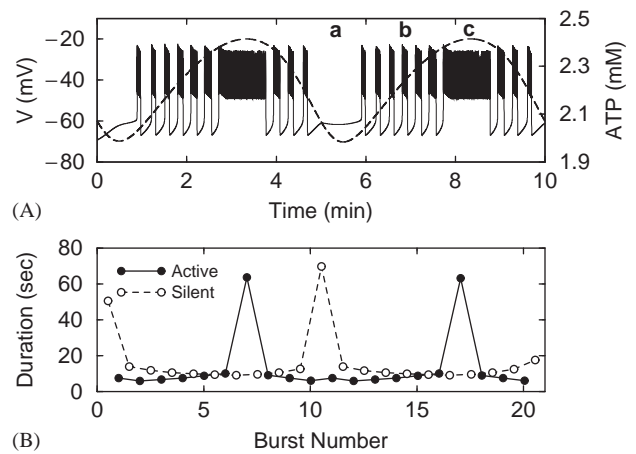 a b c
−20
−40
−60
−80
V (mV)
2.5
2.3
2.1
1.9
ATP (mM)
0 2 4 6 8 10
(A) Time (min)
80
60
40
20
0
Duration (sec)
Active
Silent
0 5 10 15 20
(B) Burst Number